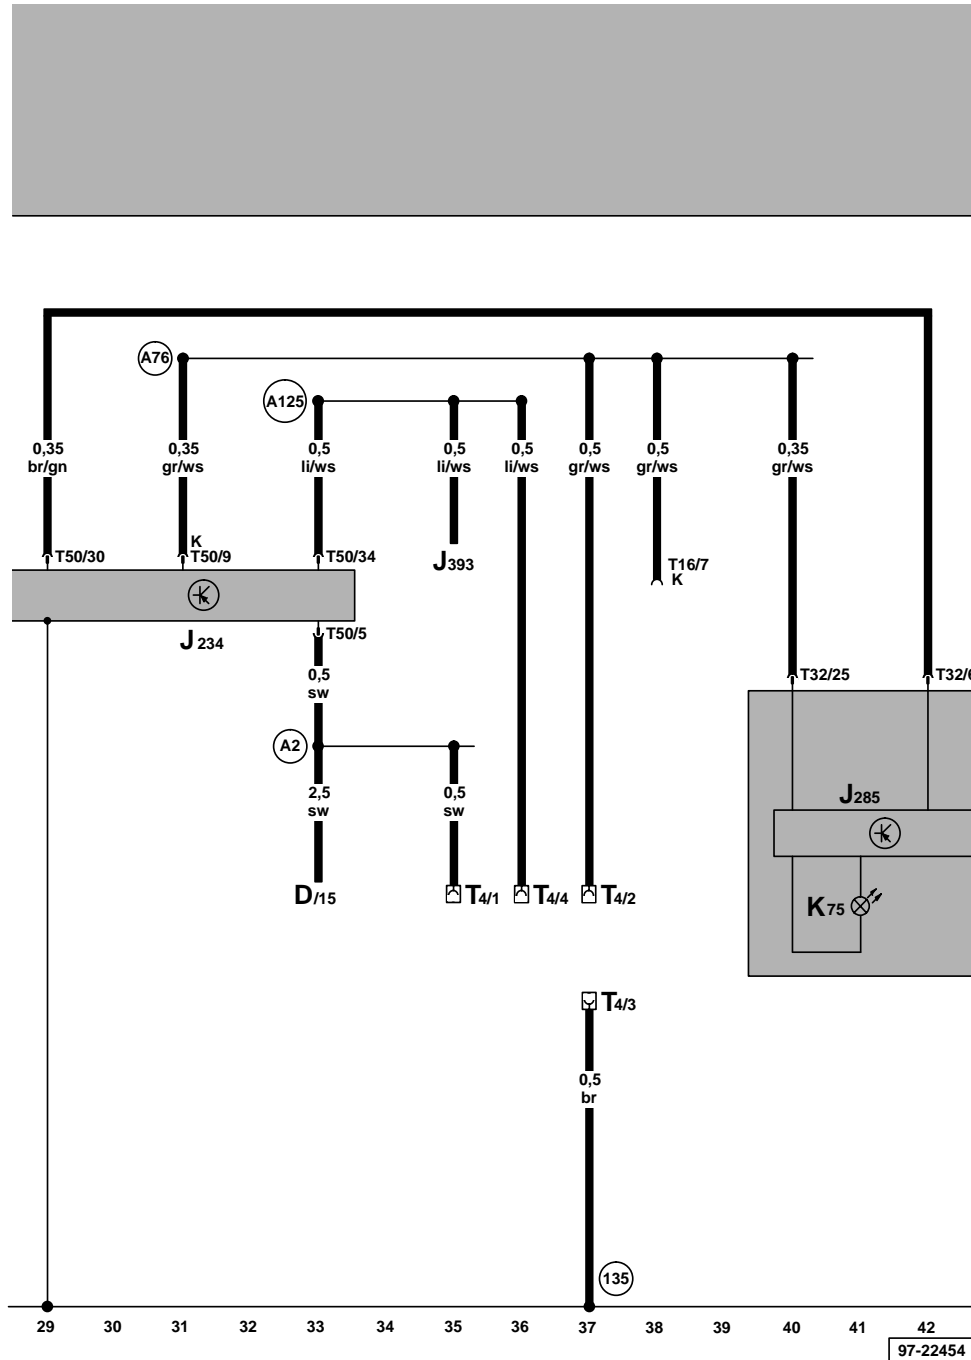 A76
A125
0,35 0,35 0,5 0,5 0,5 0,5 0,5 0,35
br/gn gr/ws li/ws li/ws li/ws gr/ws gr/ws gr/ws
K
T50/30 T50/9 T50/34 J393 T16/7
K
J 234 T50/5
0,5
sw
T32/25 T32/6
A2
2,5 0,5
sw sw
J285
D/15 T4/1 T4/4 T4/2 K75
T4/3
0,5
br
135
29 30 31 32 33 34 35 36 37 38 39 40 41 42
97-22454